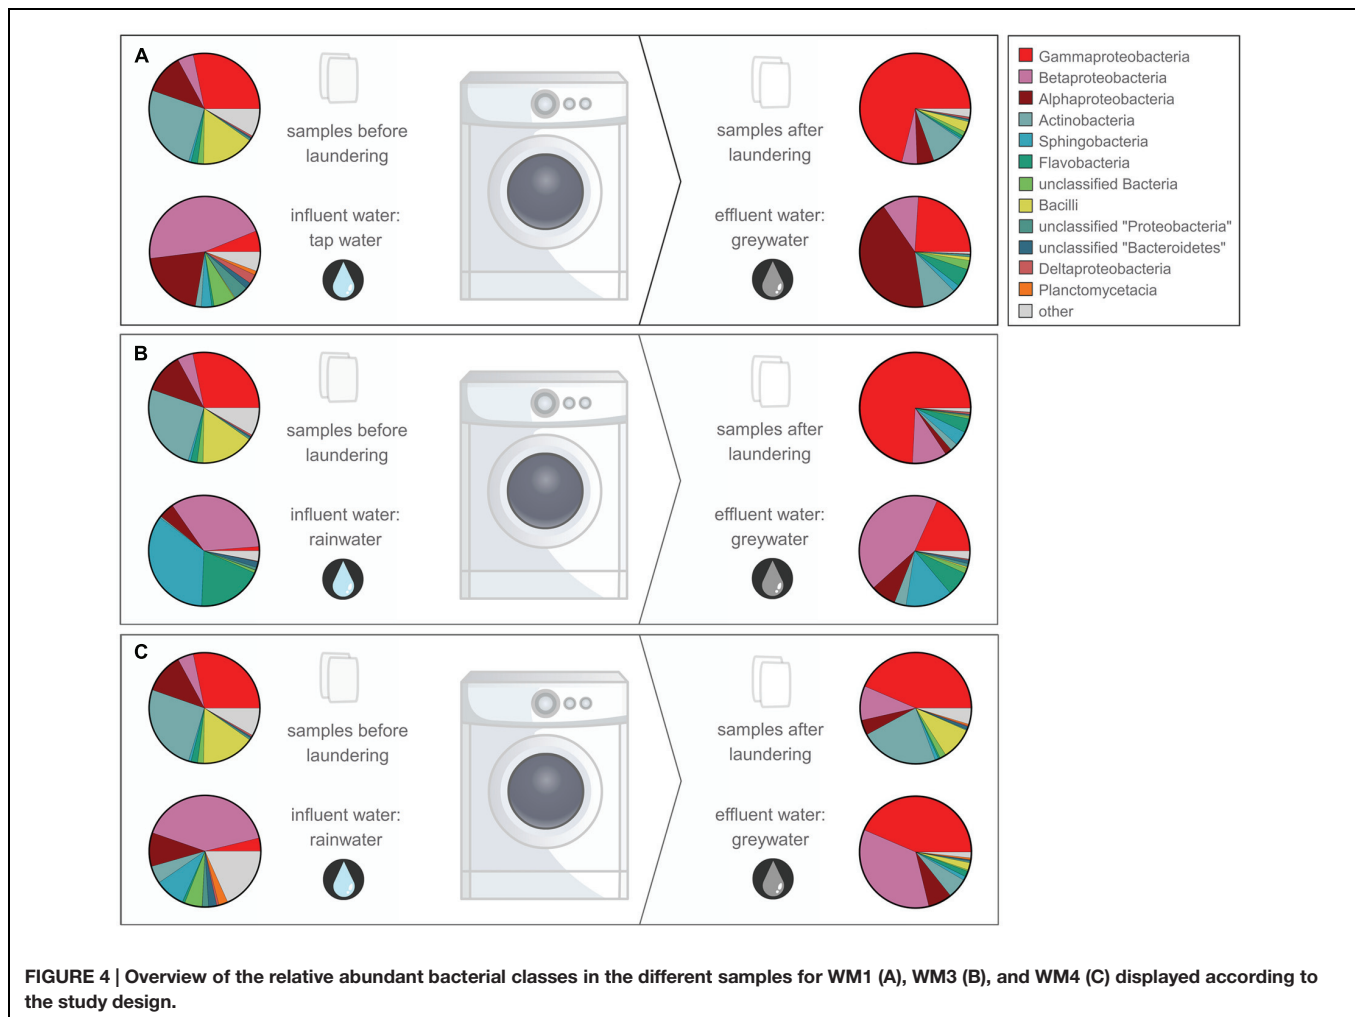 A
samples before
laundering
influent water:
tap water
samples after
laundering
effluent water:
greywater
Gammaproteobacteria
Betaproteobacteria
Alphaproteobacteria
Actinobacteria
Sphingobacteria
Flavobacteria
unclassified Bacteria
Bacilli
unclassified "Proteobacteria"
unclassified "Bacteroidetes"
Deltaproteobacteria
Planctomycetacia
other
B
samples before
laundering
influent water:
rainwater
samples after
laundering
effluent water:
greywater
C
samples before
laundering
influent water:
rainwater
samples after
laundering
effluent water:
greywater
FIGURE 4 | Overview of the relative abundant bacterial classes in the different samples for WM1 (A), WM3 (B), and WM4 (C) displayed according to
the study design.